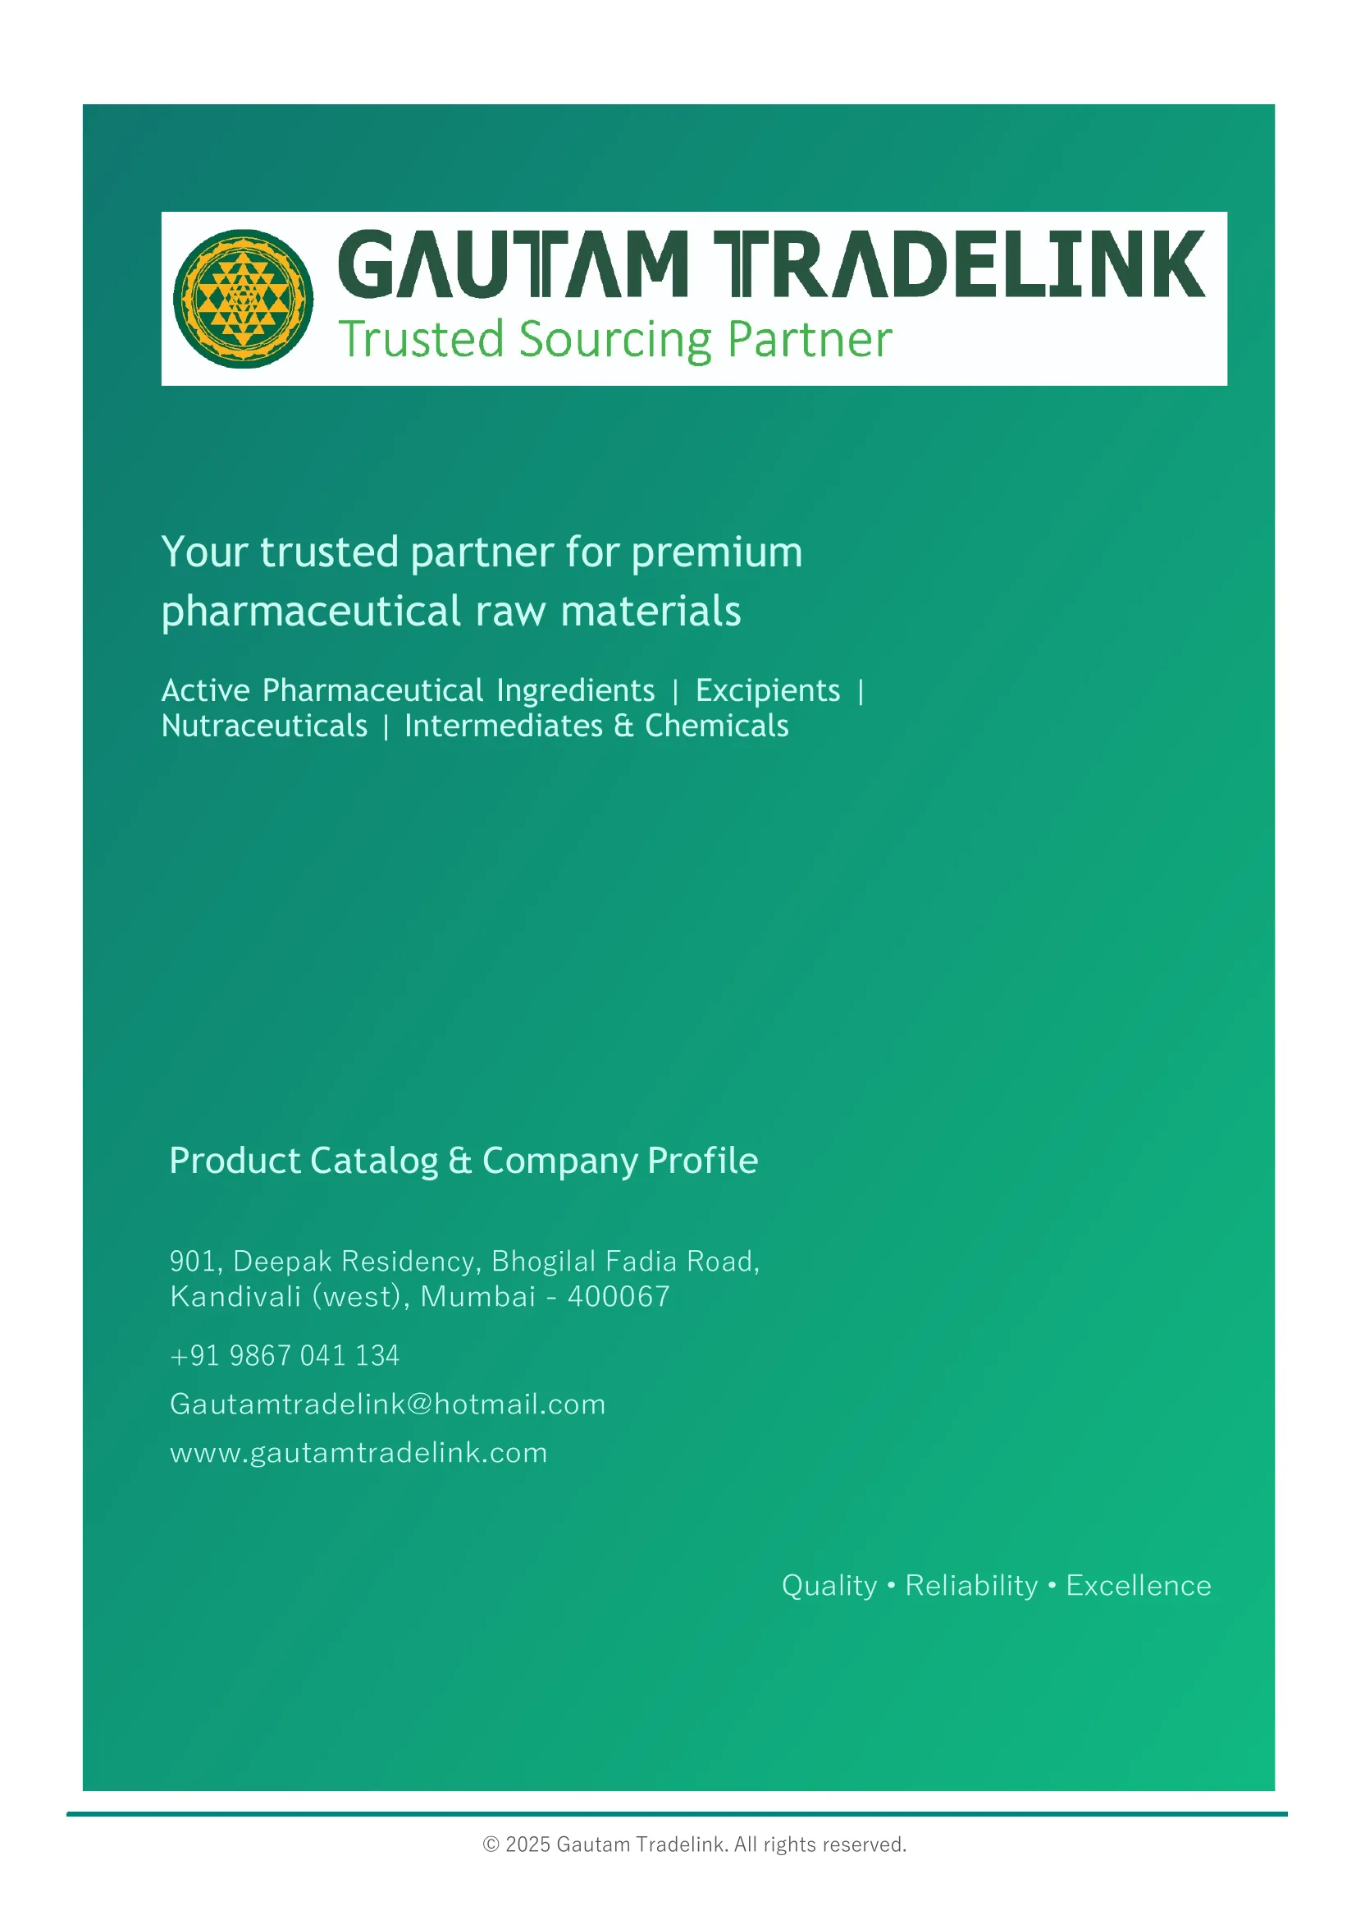 GAUTAM TRADELINK
Trusted Sourcing Partner
Your trusted partner for premium
pharmaceutical raw materials
Active Pharmaceutical Ingredients | Excipients |
Nutraceuticals | Intermediates & Chemicals
Product Catalog & Company Profile
901, Deepak Residency, Bhogilal Fadia Road,
Kandivali (west), Mumbai - 400067
+91 9867 041 134
Gautamtradelink@hotmail.com
www.gautamtradelink.com
Quality • Reliability • Excellence
© 2025 Gautam Tradelink. All rights reserved.